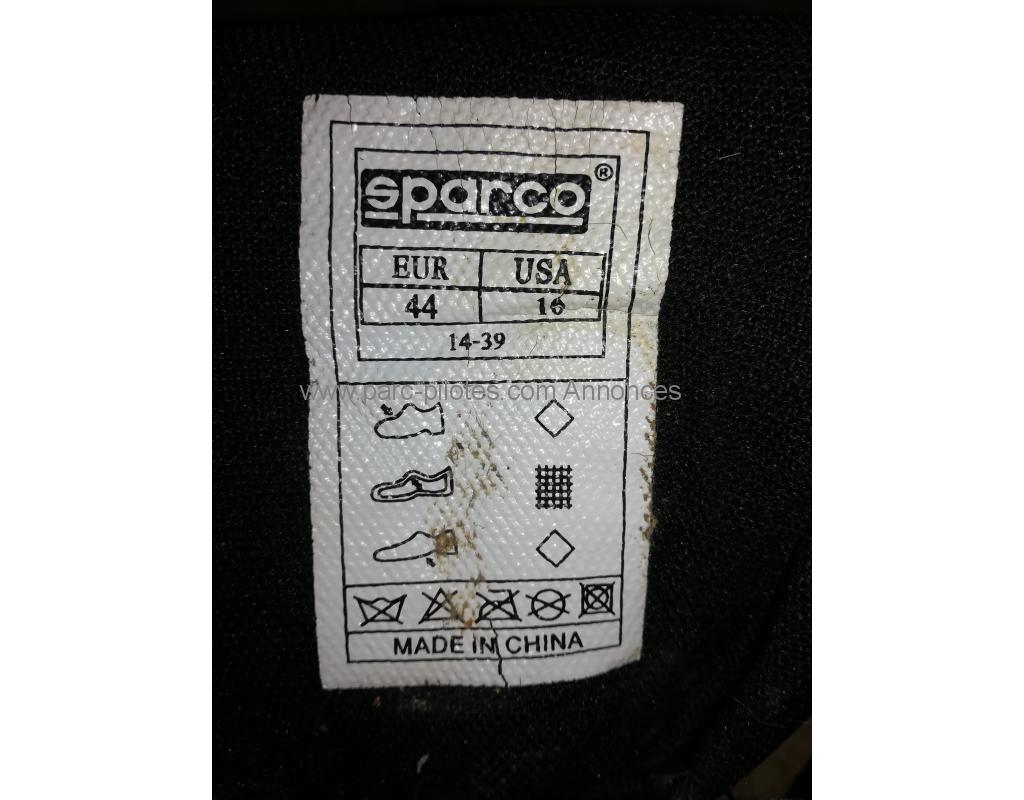 sparco®
EUR USA
44 10
14-39
www.parc-pilotes.com Annonces
MADE IN CHINA